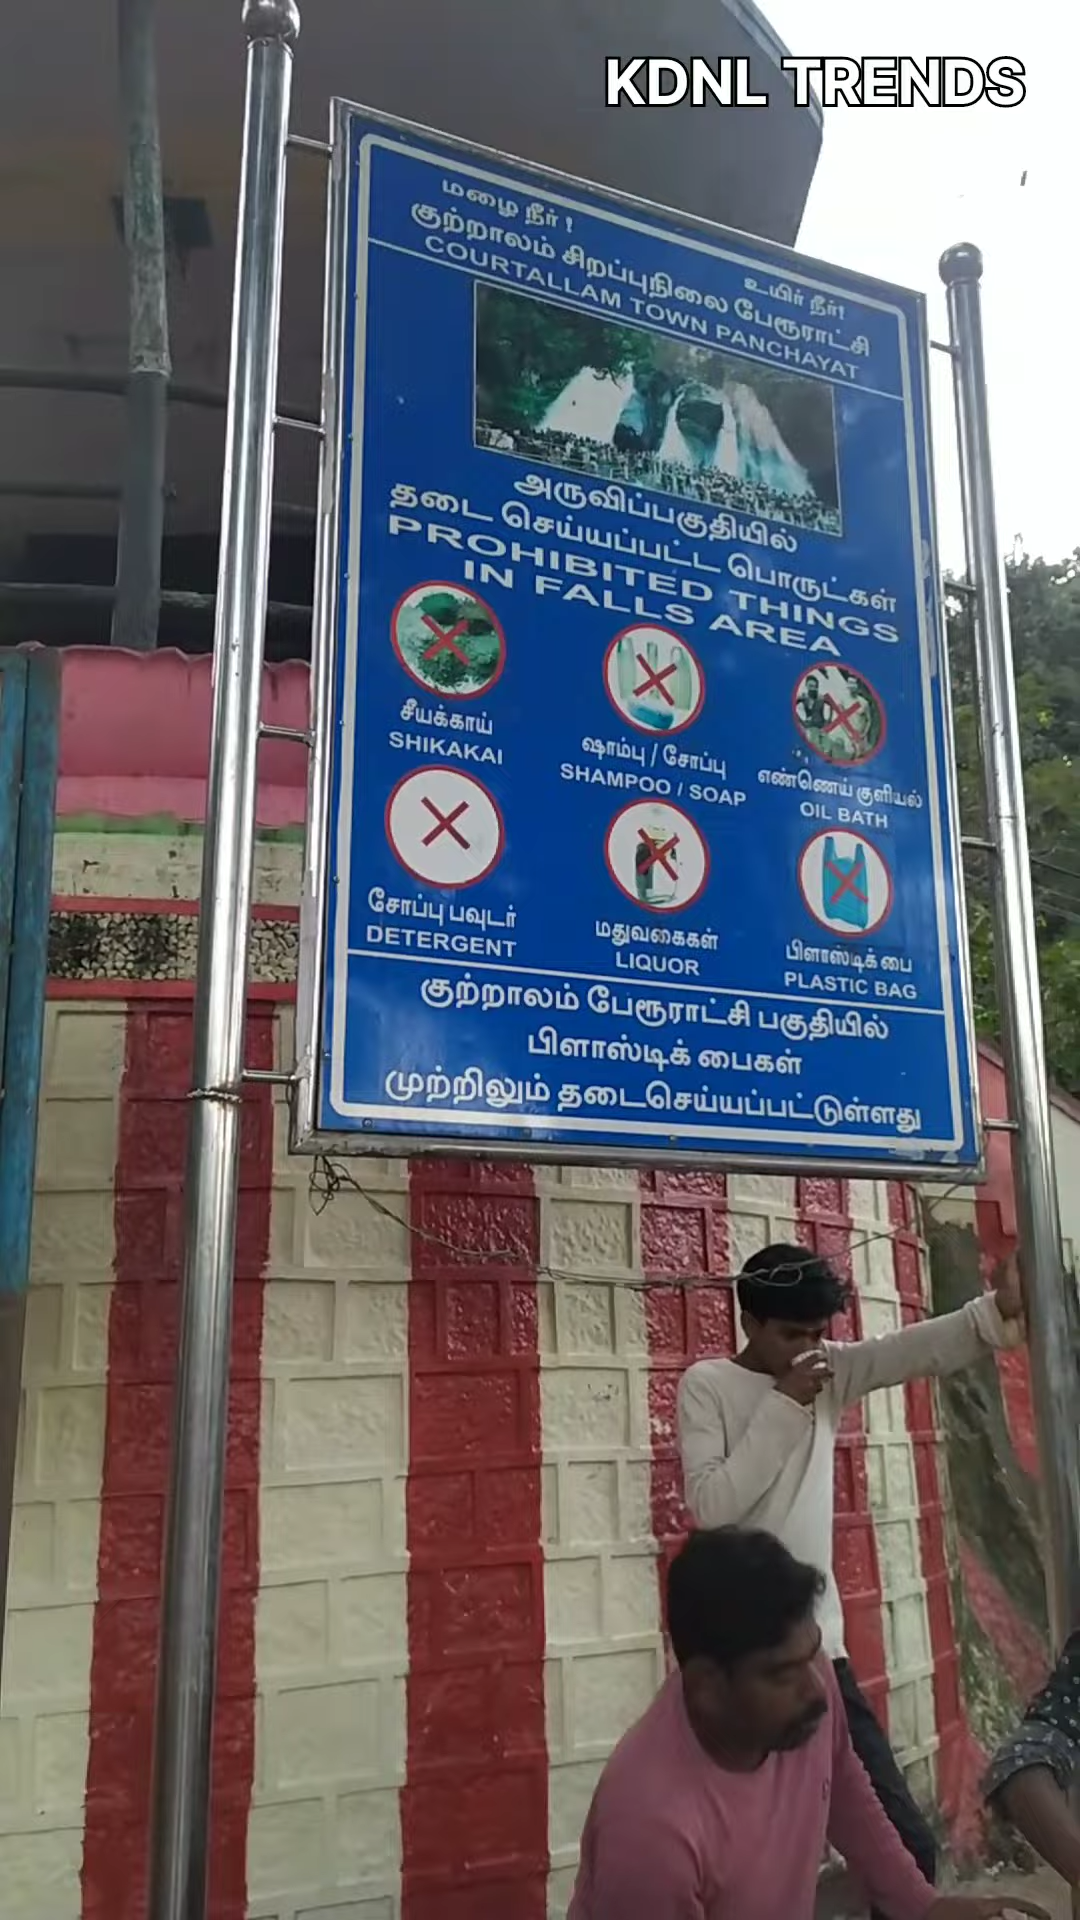 KDNL TRENDS
மழை நீர் !
உயிர் நீர்!
குற்றாலம் சிறப்புநிலை பேரூராட்சி
COURTALLAM TOWN PANCHAYAT
அருவிப்பகுதியில்
தடை செய்யப்பட்ட பொருட்கள்
PROHIBITED THINGS
IN FALLS AREA
சீயக்காய்
SHIKAKAI
ஷாம்பு / சோப்பு
SHAMPOO / SOAP
எண்ணெய் குளியல்
OIL BATH
சோப்பு பவுடர்
DETERGENT
மதுவகைகள்
LIQUOR
பிளாஸ்டிக் பை
PLASTIC BAG
குற்றாலம் பேரூராட்சி பகுதியில்
பிளாஸ்டிக் பைகள்
முற்றிலும் தடைசெய்யப்பட்டுள்ளது